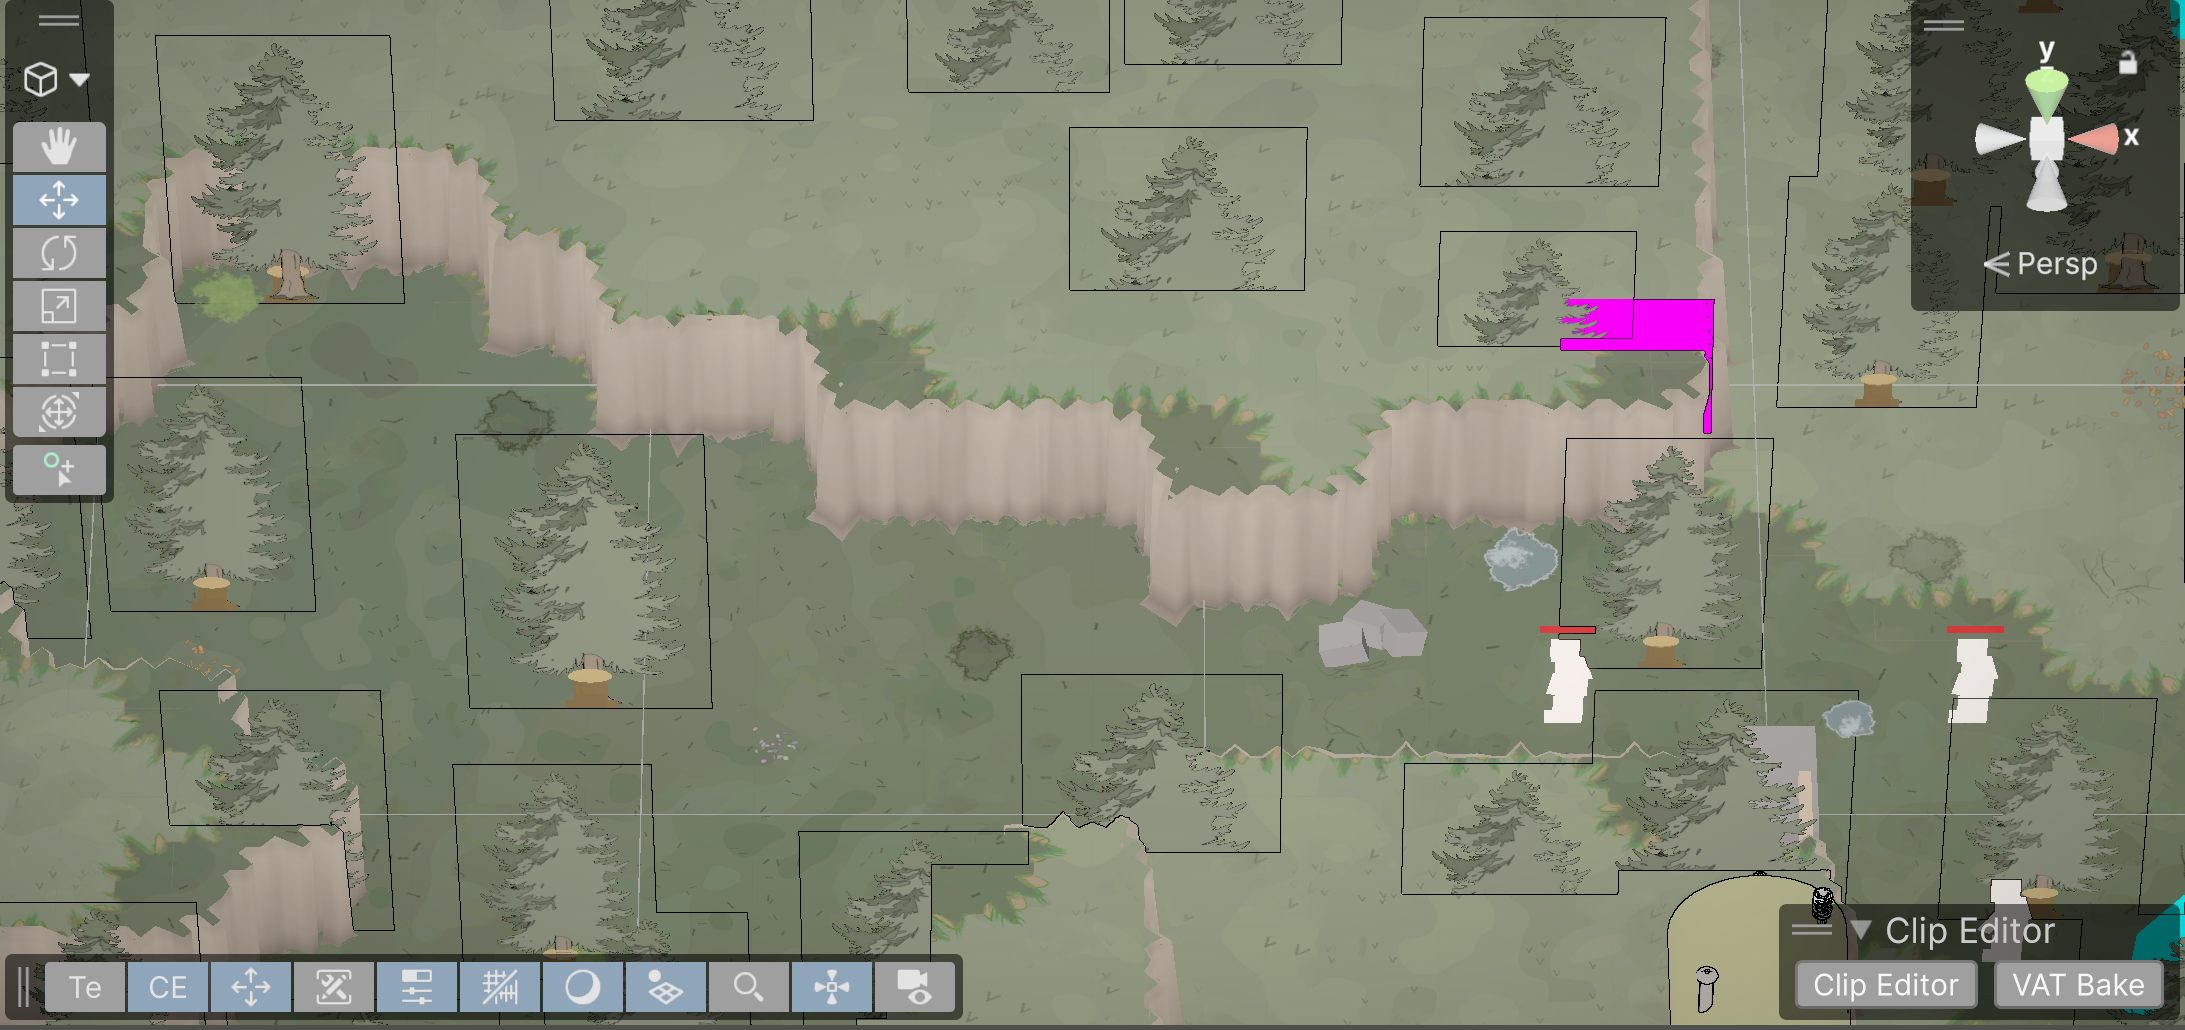 y
x
< Persp
Clip Editor
Te
CE
Clip Editor
VAT Bake